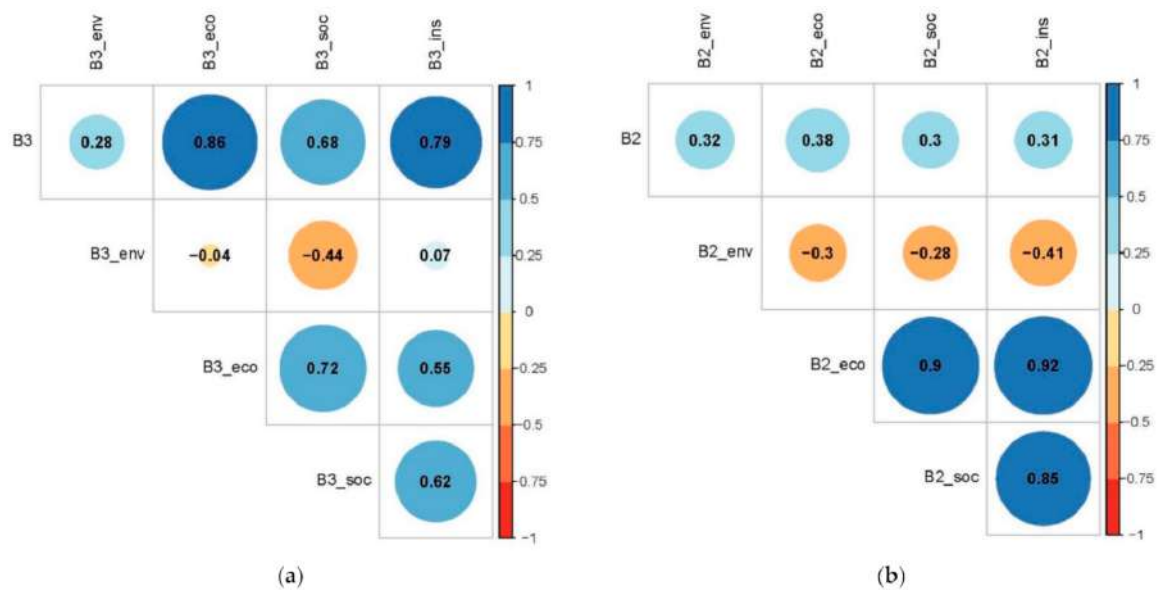 B3_env B3_eco B3_soc B3_ins
1
B3 0.28 0.86 0.68 0.79
0.75
0.5
B3_env −0.04 −0.44 0.07
0.25
0
B3_eco 0.72 0.55
−0.25
−0.5
B3_soc 0.62
−0.75
−1
(a)
B2_env B2_eco B2_soc B2_ins
1
B2 0.32 0.38 0.3 0.31
0.75
0.5
B2_env −0.3 −0.28 −0.41
0.25
0
B2_eco 0.9 0.92
−0.25
−0.5
B2_soc 0.85
−0.75
−1
(b)